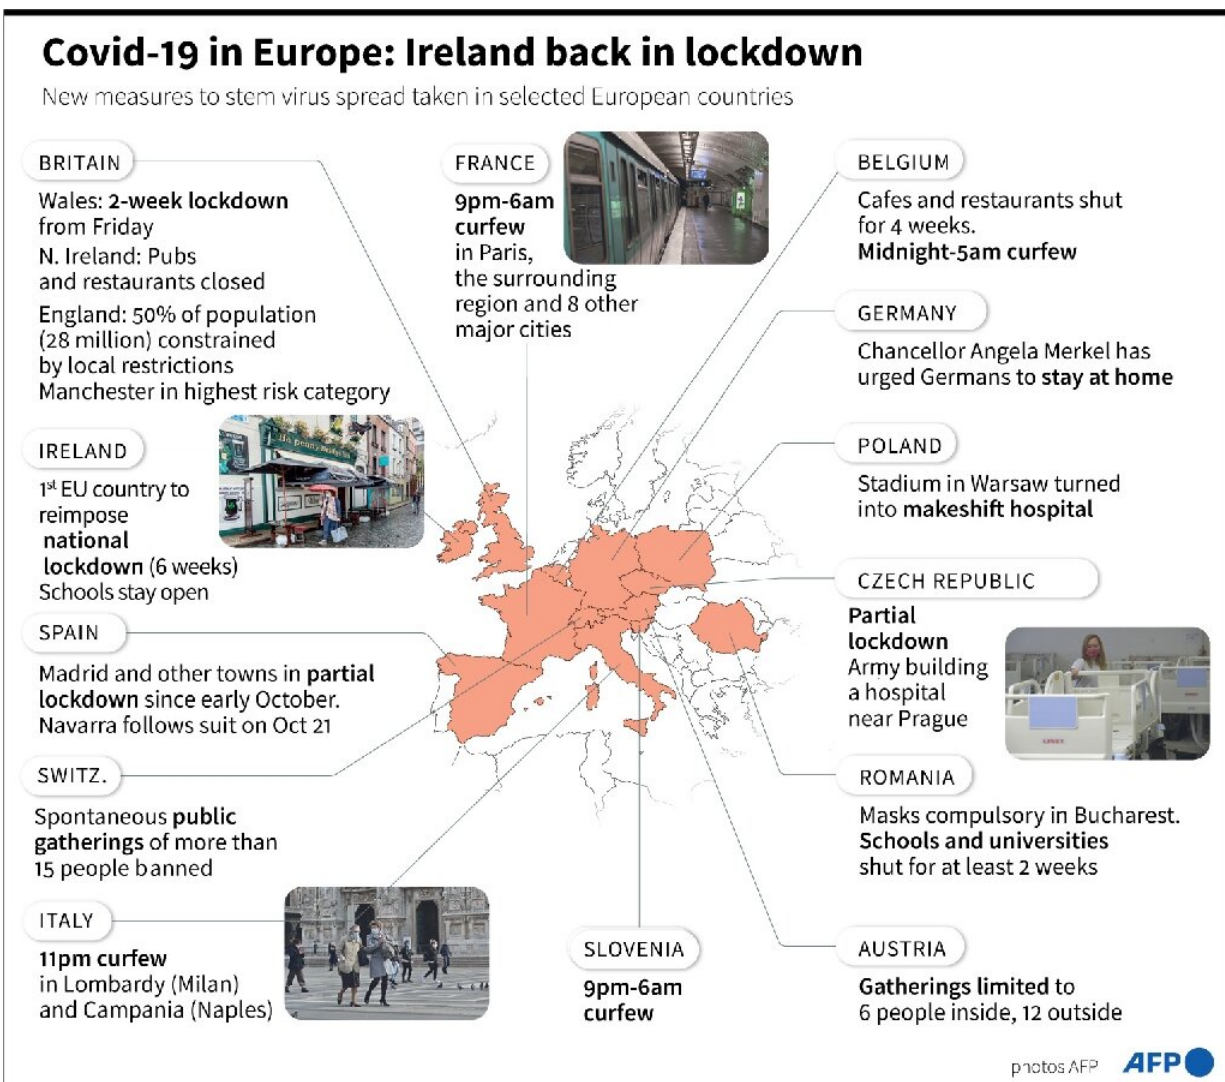 Covid-19 in Europe: Ireland back in lockdown
New measures to stem virus spread taken in selected European countries
BRITAIN
Wales: 2-week lockdown
from Friday
N. Ireland: Pubs
and restaurants closed
England: 50% of population
(28 million) constrained
by local restrictions
Manchester in highest risk category
IRELAND
1st EU country to
reimpose
national
lockdown (6 weeks)
Schools stay open
SPAIN
Madrid and other towns in partial
lockdown since early October.
Navarra follows suit on Oct 21
SWITZ.
Spontaneous public
gatherings of more than
15 people banned
ITALY
11pm curfew
in Lombardy (Milan)
and Campania (Naples)
FRANCE
9pm-6am
curfew
in Paris,
the surrounding
region and 8 other
major cities
SLOVENIA
9pm-6am
curfew
BELGIUM
Cafes and restaurants shut
for 4 weeks.
Midnight-5am curfew
GERMANY
Chancellor Angela Merkel has
urged Germans to stay at home
POLAND
Stadium in Warsaw turned
into makeshift hospital
CZECH REPUBLIC
Partial
lockdown
Army building
a hospital
near Prague
ROMANIA
Masks compulsory in Bucharest.
Schools and universities
shut for at least 2 weeks
AUSTRIA
Gatherings limited to
6 people inside, 12 outside
photos AFP
AFP